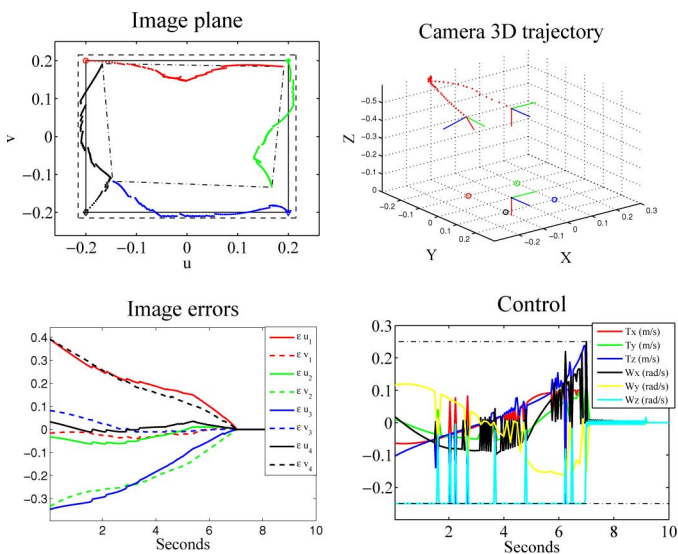 Image plane
0.2
0.1
0
−0.1
−0.2
v
−0.2
−0.1
0
0.1
0.2
u
Camera 3D trajectory
-0.5
-0.4
-0.3
-0.2
-0.1
0
Z
-0.2
-0.1
0
0.1
0.2
Y
-0.2
-0.1
0
0.1
0.2
0.3
X
Image errors
0.4
0.3
0.2
0.1
0
-0.1
-0.2
-0.3
0
2
4
6
8
10
Seconds
ε u1
ε v1
ε u2
ε v2
ε u3
ε v3
ε u4
ε v4
Control
0.3
0.2
0.1
0
-0.1
-0.2
2
4
6
8
10
Seconds
Tx (m/s)
Ty (m/s)
Tz (m/s)
Wx (rad/s)
Wy (rad/s)
Wz (rad/s)